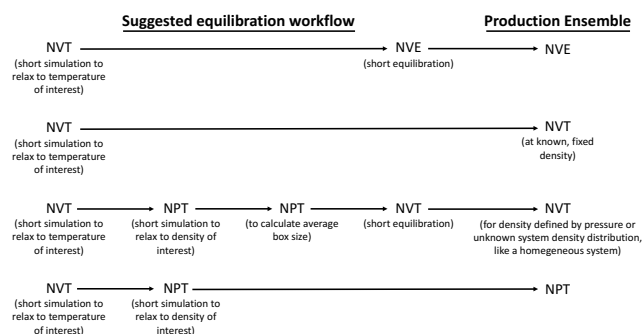 Suggested equilibration workflow Production Ensemble
NVT NVE NVE
(short simulation to (short equilibration)
relax to temperature
of interest)
NVT NVT
(short simulation to (at known, fixed
relax to temperature density)
of interest)
NVT NPT NPT NVT NVT
(short simulation to (short simulation to (to calculate average (short equilibration) (for density defined by pressure or
relax to temperature relax to density of box size) unknown system density distribution,
of interest) interest) like a homegeneous system)
NVT NPT NPT
(short simulation to (short simulation to
relax to temperature relax to density of
of interest) interest)